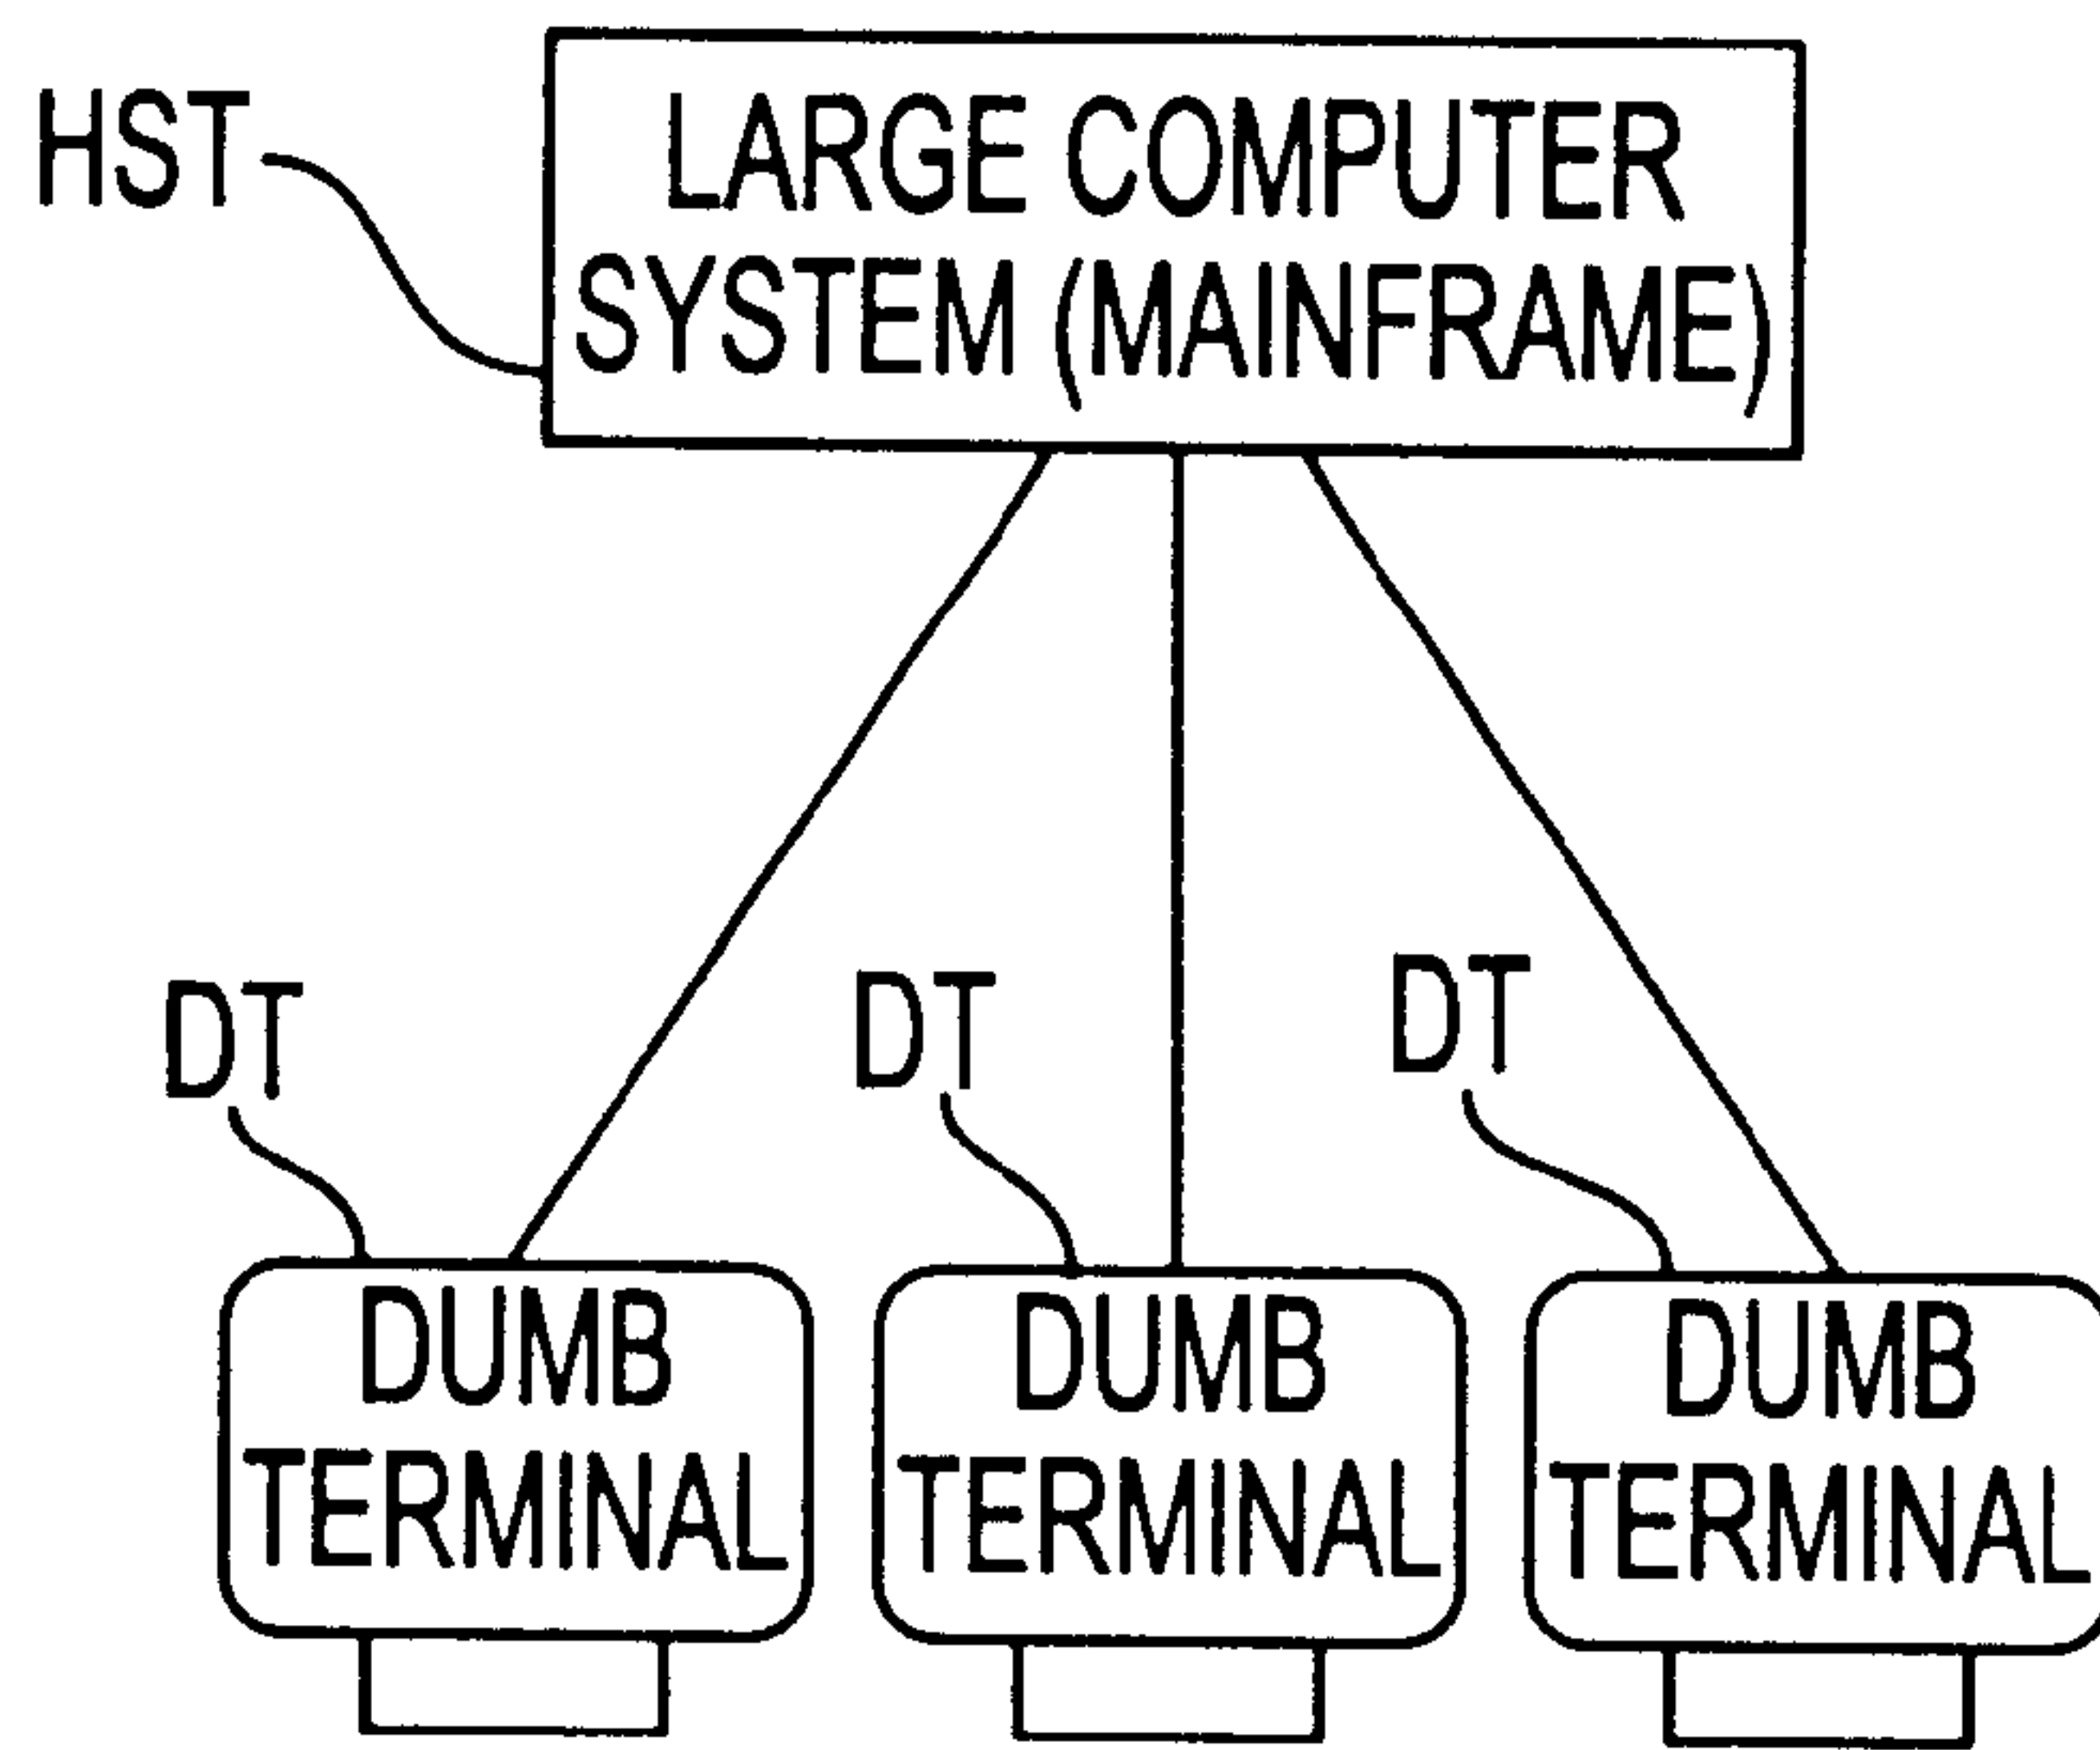 HST
LARGE COMPUTER
SYSTEM (MAINFRAME)
DT
DT
DT
DUMB
TERMINAL
DUMB
TERMINAL
DUMB
TERMINAL